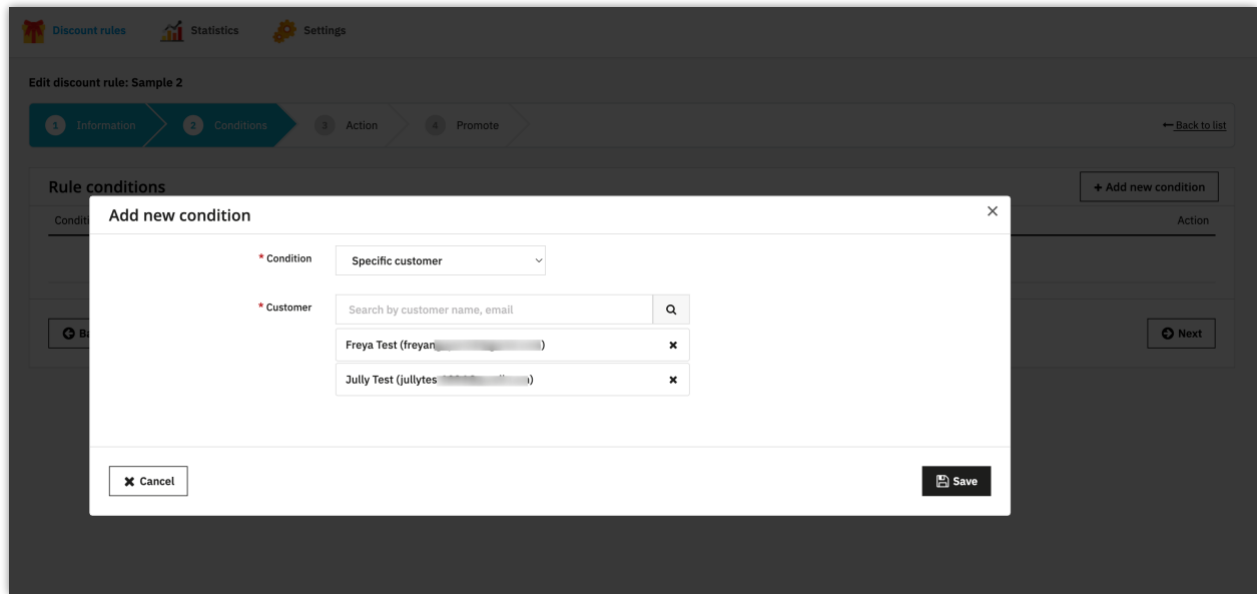 Discount rules Statistics Settings
Edit discount rule: Sample 2
1 Information 2 Conditions 3 Action 4 Promote ← Back to list
Rule conditions + Add new condition
Condit Action
Add new condition ×
* Condition Specific customer
* Customer Search by customer name, email
Freya Test (freyan )
Jully Test (jullytes )
Ba Next
Cancel Save